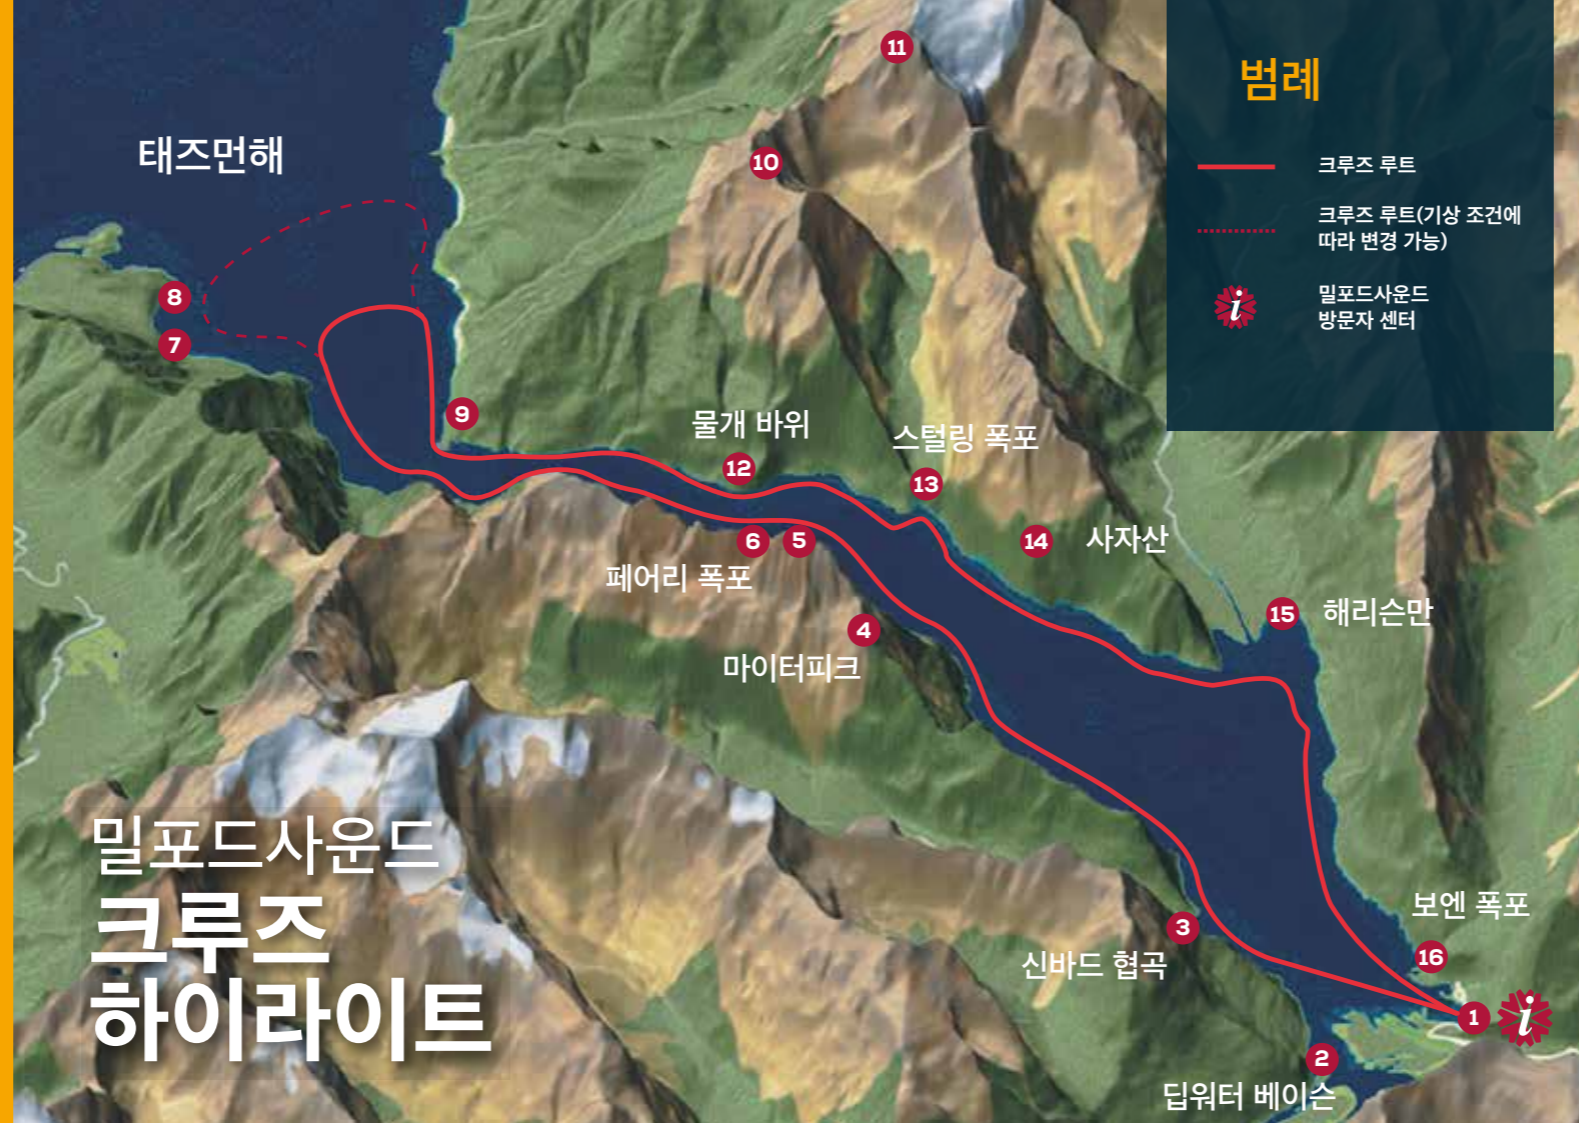 범례
크루즈 루트
크루즈 루트(기상 조건에
따라 변경 가능)
i
밀포드사운드
방문자 센터
태즈먼해
11
10
8
7
9
물개 바위
12
스털링 폭포
13
6
5
페어리 폭포
14
사자산
4
마이터피크
15
해리슨만
밀포드사운드
크루즈
하이라이트
3
신바드 협곡
보엔 폭포
16
1
i
2
딥워터 베이슨